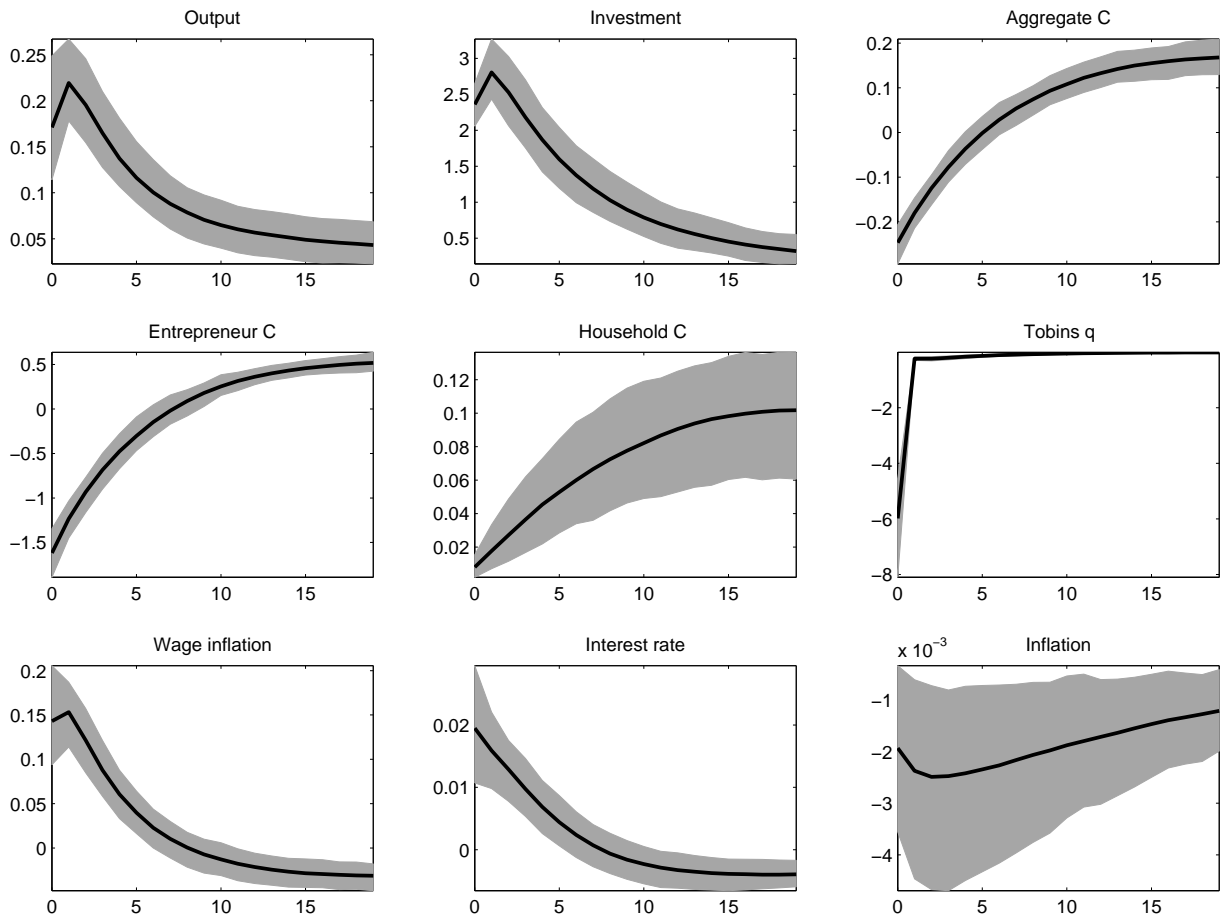 Output
Investment
Aggregate C
0.25
0.2
0.15
0.1
0.05
0 5 10 15
3
2.5
2
1.5
1
0.5
0 5 10 15
0.2
0.1
0
−0.1
−0.2
0 5 10 15
Entrepreneur C
Household C
Tobins q
0.5
0
−0.5
−1
−1.5
0 5 10 15
0.12
0.1
0.08
0.06
0.04
0.02
0 5 10 15
−2
−4
−6
−8
0 5 10 15
Wage inflation
Interest rate
Inflation
0.2
0.15
0.1
0.05
0
0 5 10 15
0.02
0.01
0
0 5 10 15
x 10⁻³
−1
−2
−3
−4
0 5 10 15